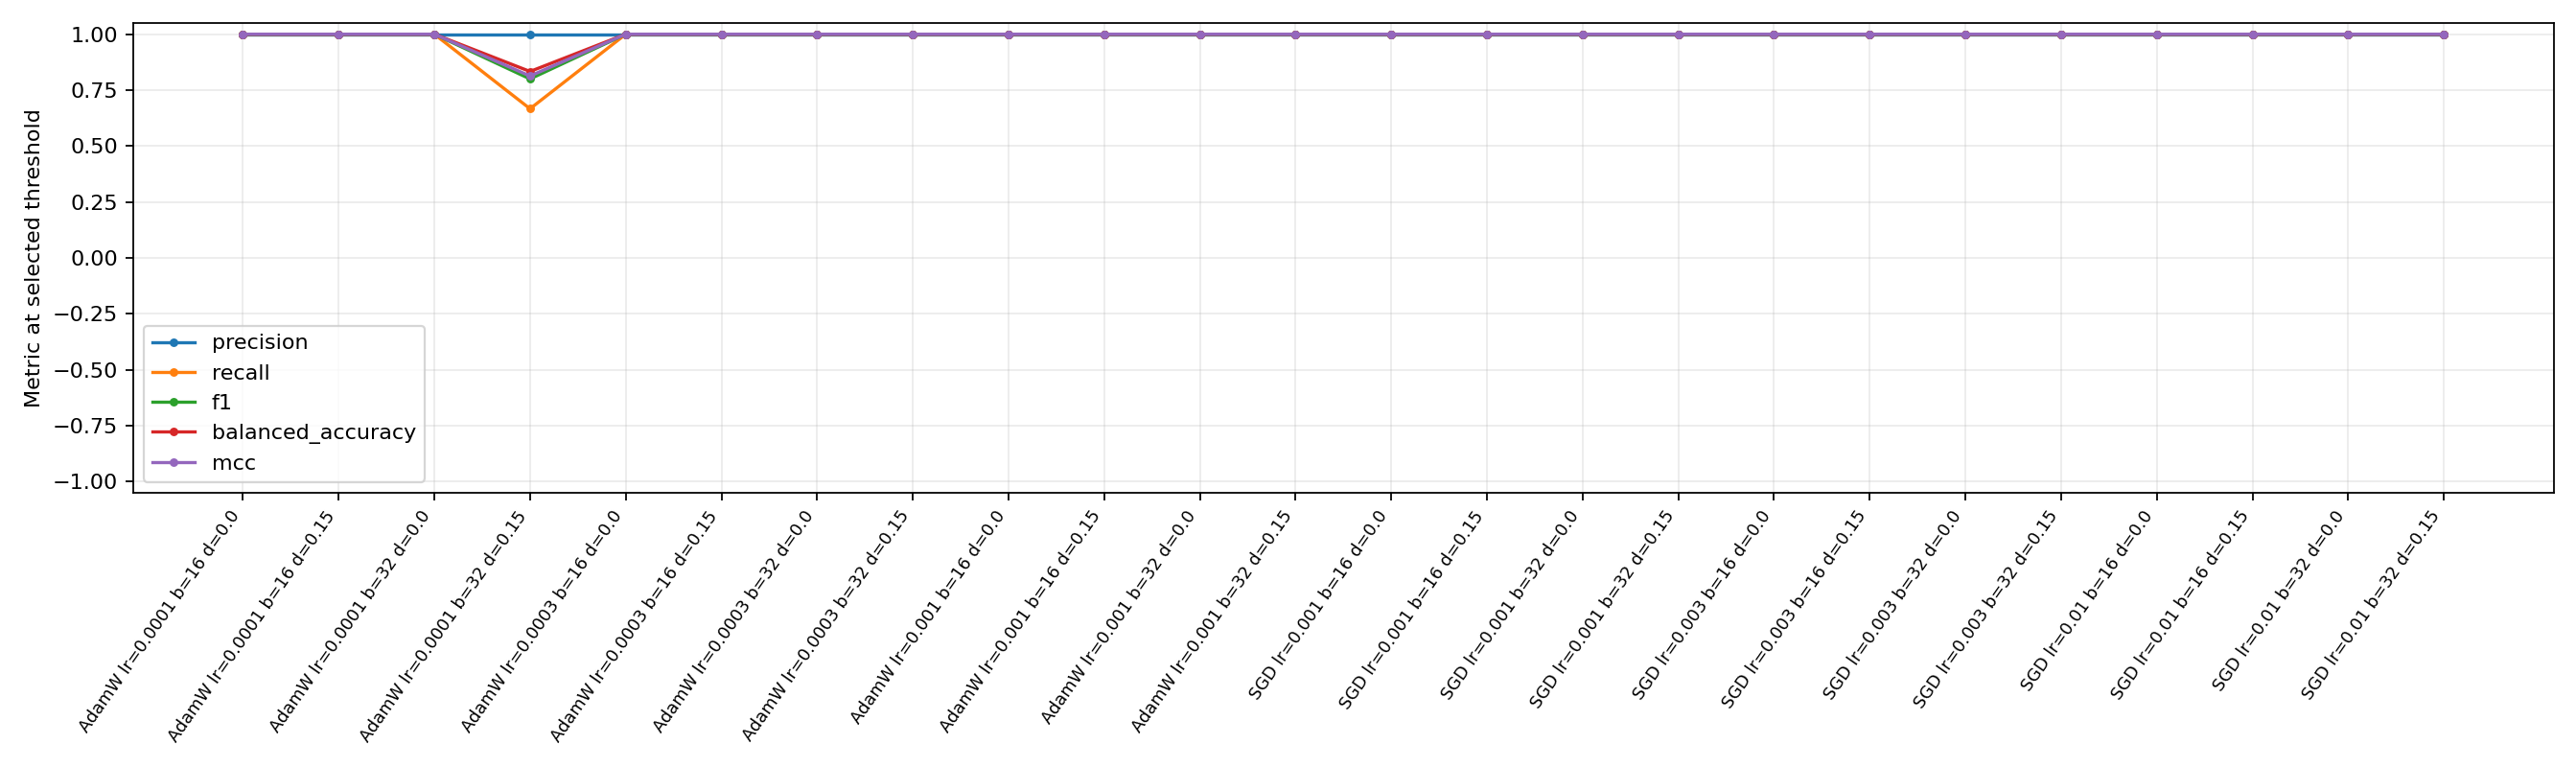 Metric at selected threshold
1.00
0.75
0.50
0.25
0.00
−0.25
−0.50
−0.75
−1.00
precision
recall
f1
balanced_accuracy
mcc
AdamW lr=0.0001 b=16 d=0.0
AdamW lr=0.0001 b=16 d=0.15
AdamW lr=0.0001 b=32 d=0.0
AdamW lr=0.0001 b=32 d=0.15
AdamW lr=0.0003 b=16 d=0.0
AdamW lr=0.0003 b=16 d=0.15
AdamW lr=0.0003 b=32 d=0.0
AdamW lr=0.0003 b=32 d=0.15
AdamW lr=0.001 b=16 d=0.0
AdamW lr=0.001 b=16 d=0.15
AdamW lr=0.001 b=32 d=0.0
AdamW lr=0.001 b=32 d=0.15
SGD lr=0.001 b=16 d=0.0
SGD lr=0.001 b=16 d=0.15
SGD lr=0.001 b=32 d=0.0
SGD lr=0.001 b=32 d=0.15
SGD lr=0.003 b=16 d=0.0
SGD lr=0.003 b=16 d=0.15
SGD lr=0.003 b=32 d=0.0
SGD lr=0.003 b=32 d=0.15
SGD lr=0.01 b=16 d=0.0
SGD lr=0.01 b=16 d=0.15
SGD lr=0.01 b=32 d=0.0
SGD lr=0.01 b=32 d=0.15